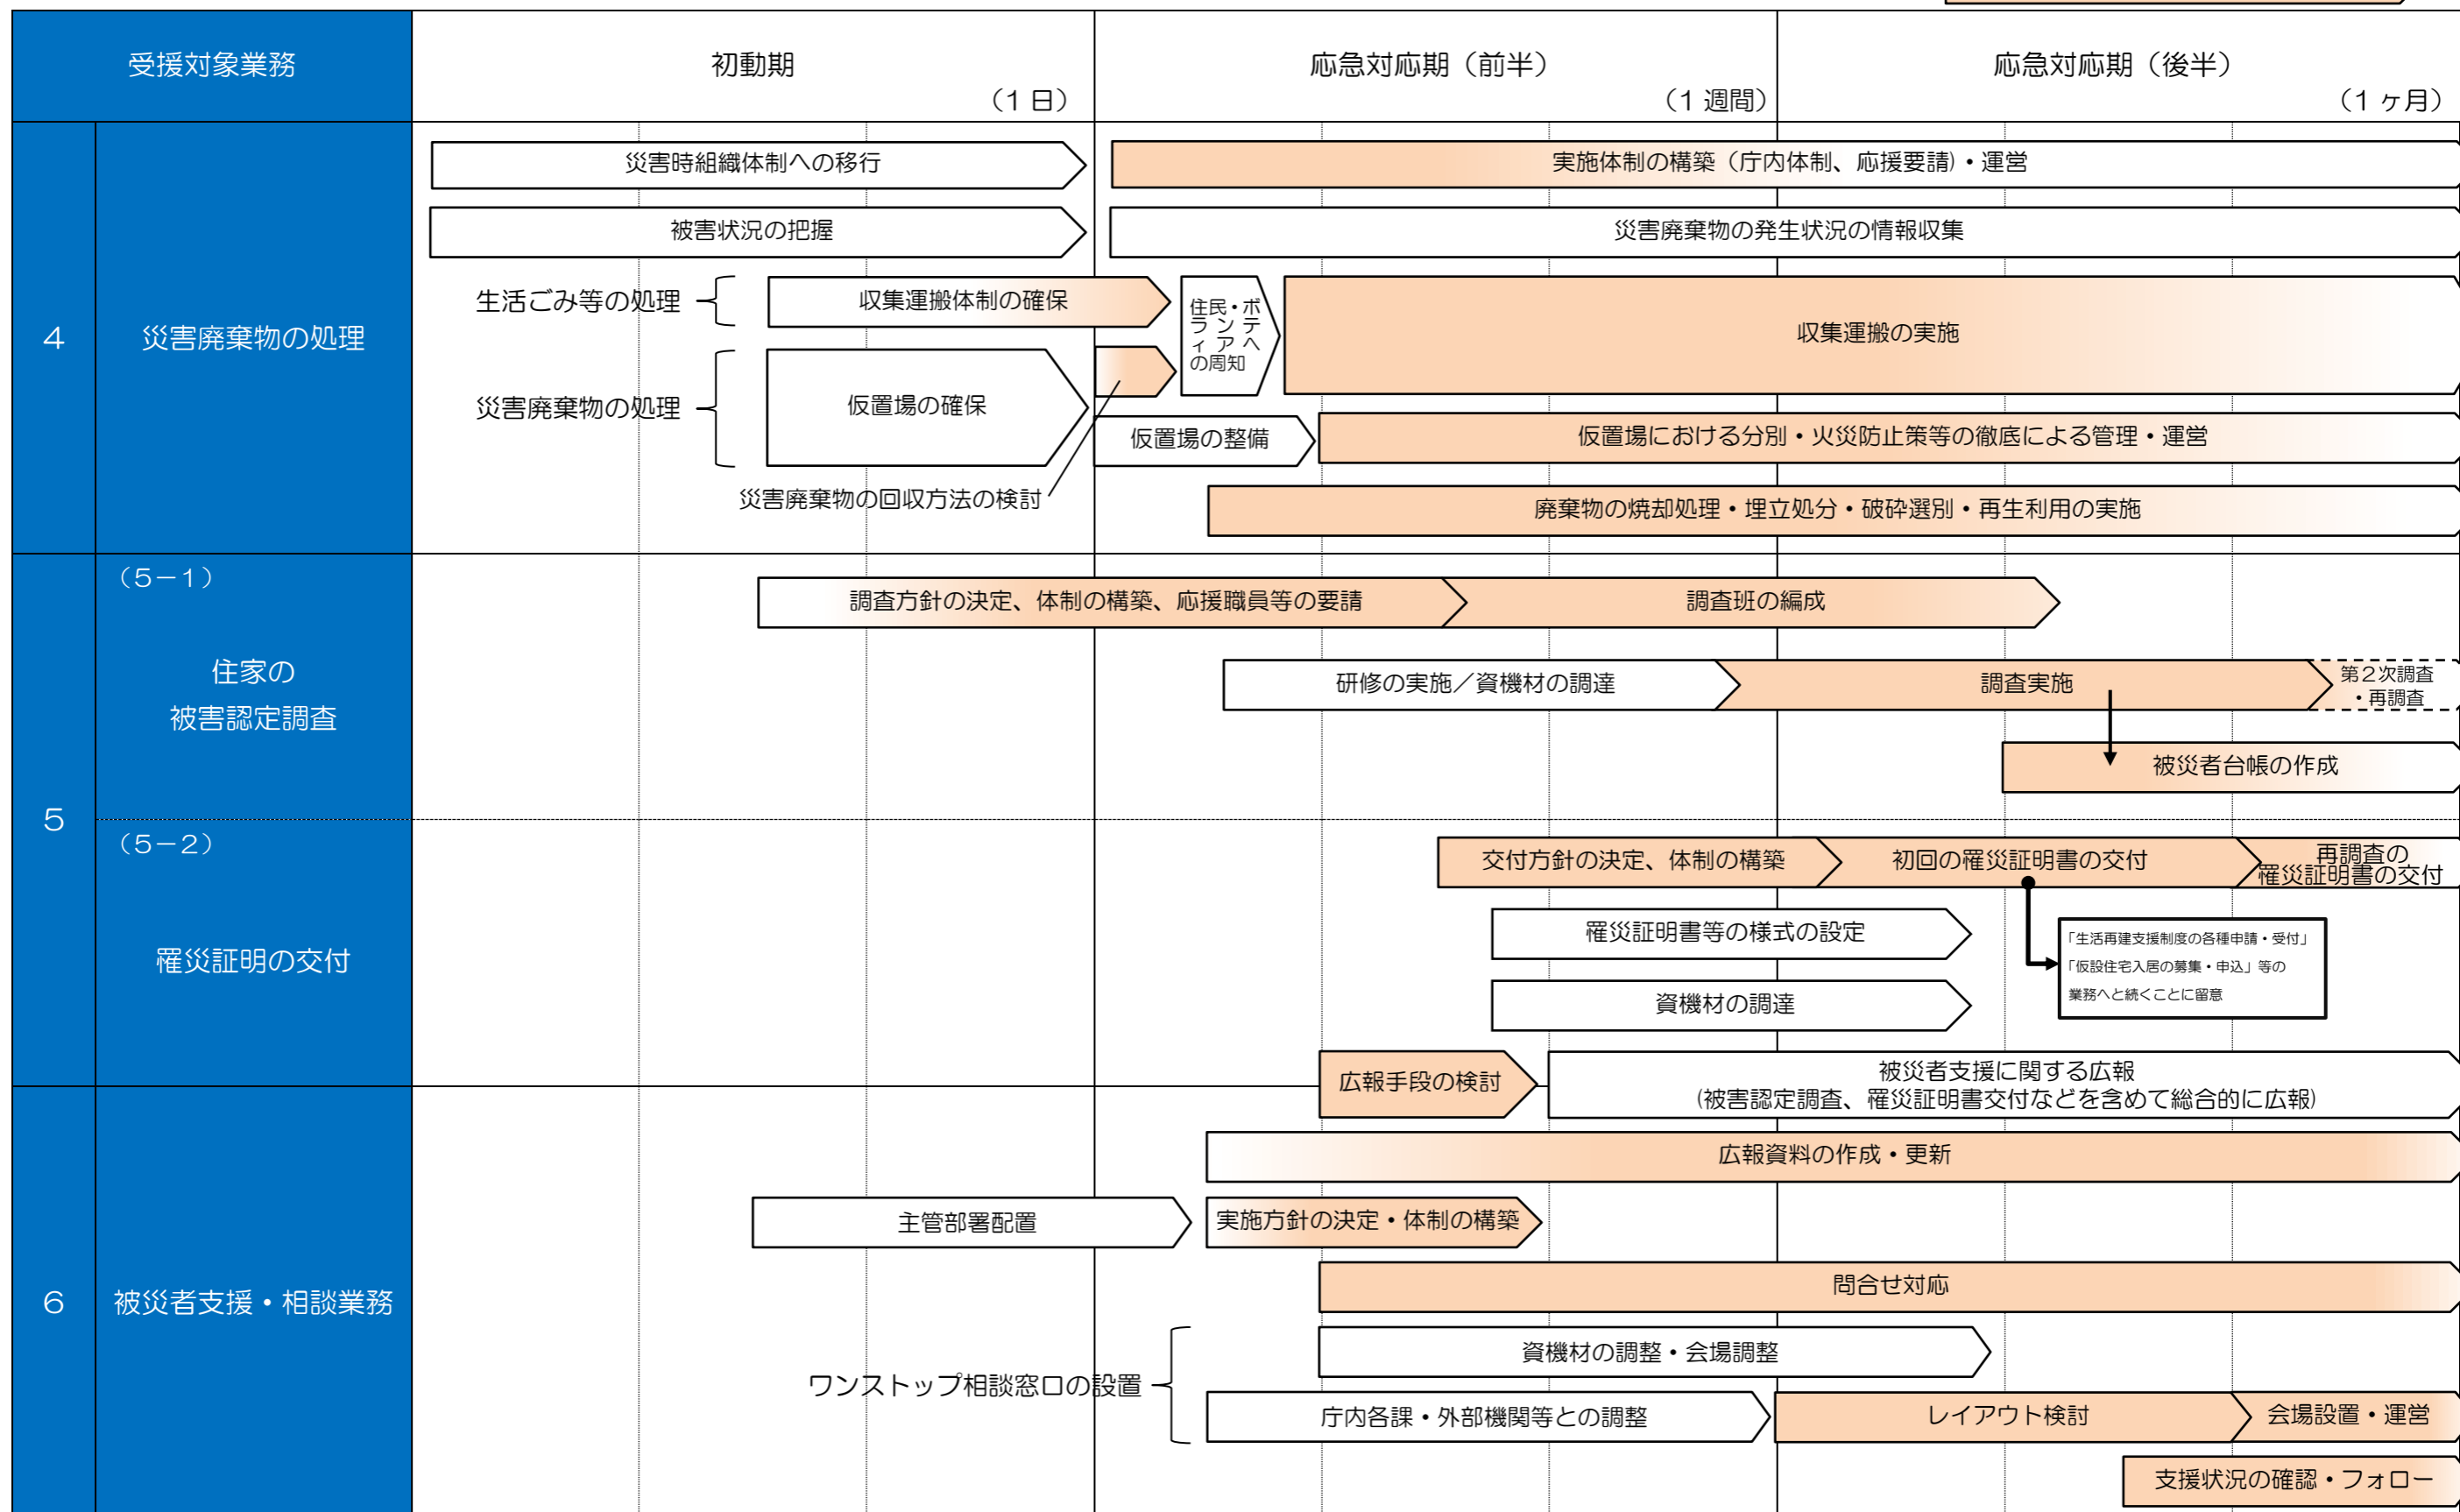 受援対象業務
初動期
(1 日)
応急対応期(前半)
(1 週間)
応急対応期(後半)
(1 ヶ月)
4
災害廃棄物の処理
災害時組織体制への移行
実施体制の構築(庁内体制、応援要請)・運営
被害状況の把握
災害廃棄物の発生状況の情報収集
生活ごみ等の処理
収集運搬体制の確保
住民・ボ
ランテ
ィアへ
の周知
収集運搬の実施
災害廃棄物の処理
仮置場の確保
仮置場の整備
仮置場における分別・火災防止策等の徹底による管理・運営
災害廃棄物の回収方法の検討
廃棄物の焼却処理・埋立処分・破砕選別・再生利用の実施
5
(5-1)
住家の
被害認定調査
調査方針の決定、体制の構築、応援職員等の要請
調査班の編成
研修の実施/資機材の調達
調査実施
第2次調査
・再調査
被災者台帳の作成
(5-2)
罹災証明の交付
交付方針の決定、体制の構築
初回の罹災証明書の交付
再調査の
罹災証明書の交付
罹災証明書等の様式の設定
「生活再建支援制度の各種申請・受付」
「仮設住宅入居の募集・申込」等の
業務へと続くことに留意
資機材の調達
広報手段の検討
被災者支援に関する広報
(被害認定調査、罹災証明書交付などを含めて総合的に広報)
6
被災者支援・相談業務
広報資料の作成・更新
主管部署配置
実施方針の決定・体制の構築
問合せ対応
ワンストップ相談窓口の設置
資機材の調整・会場調整
庁内各課・外部機関等との調整
レイアウト検討
会場設置・運営
支援状況の確認・フォロー